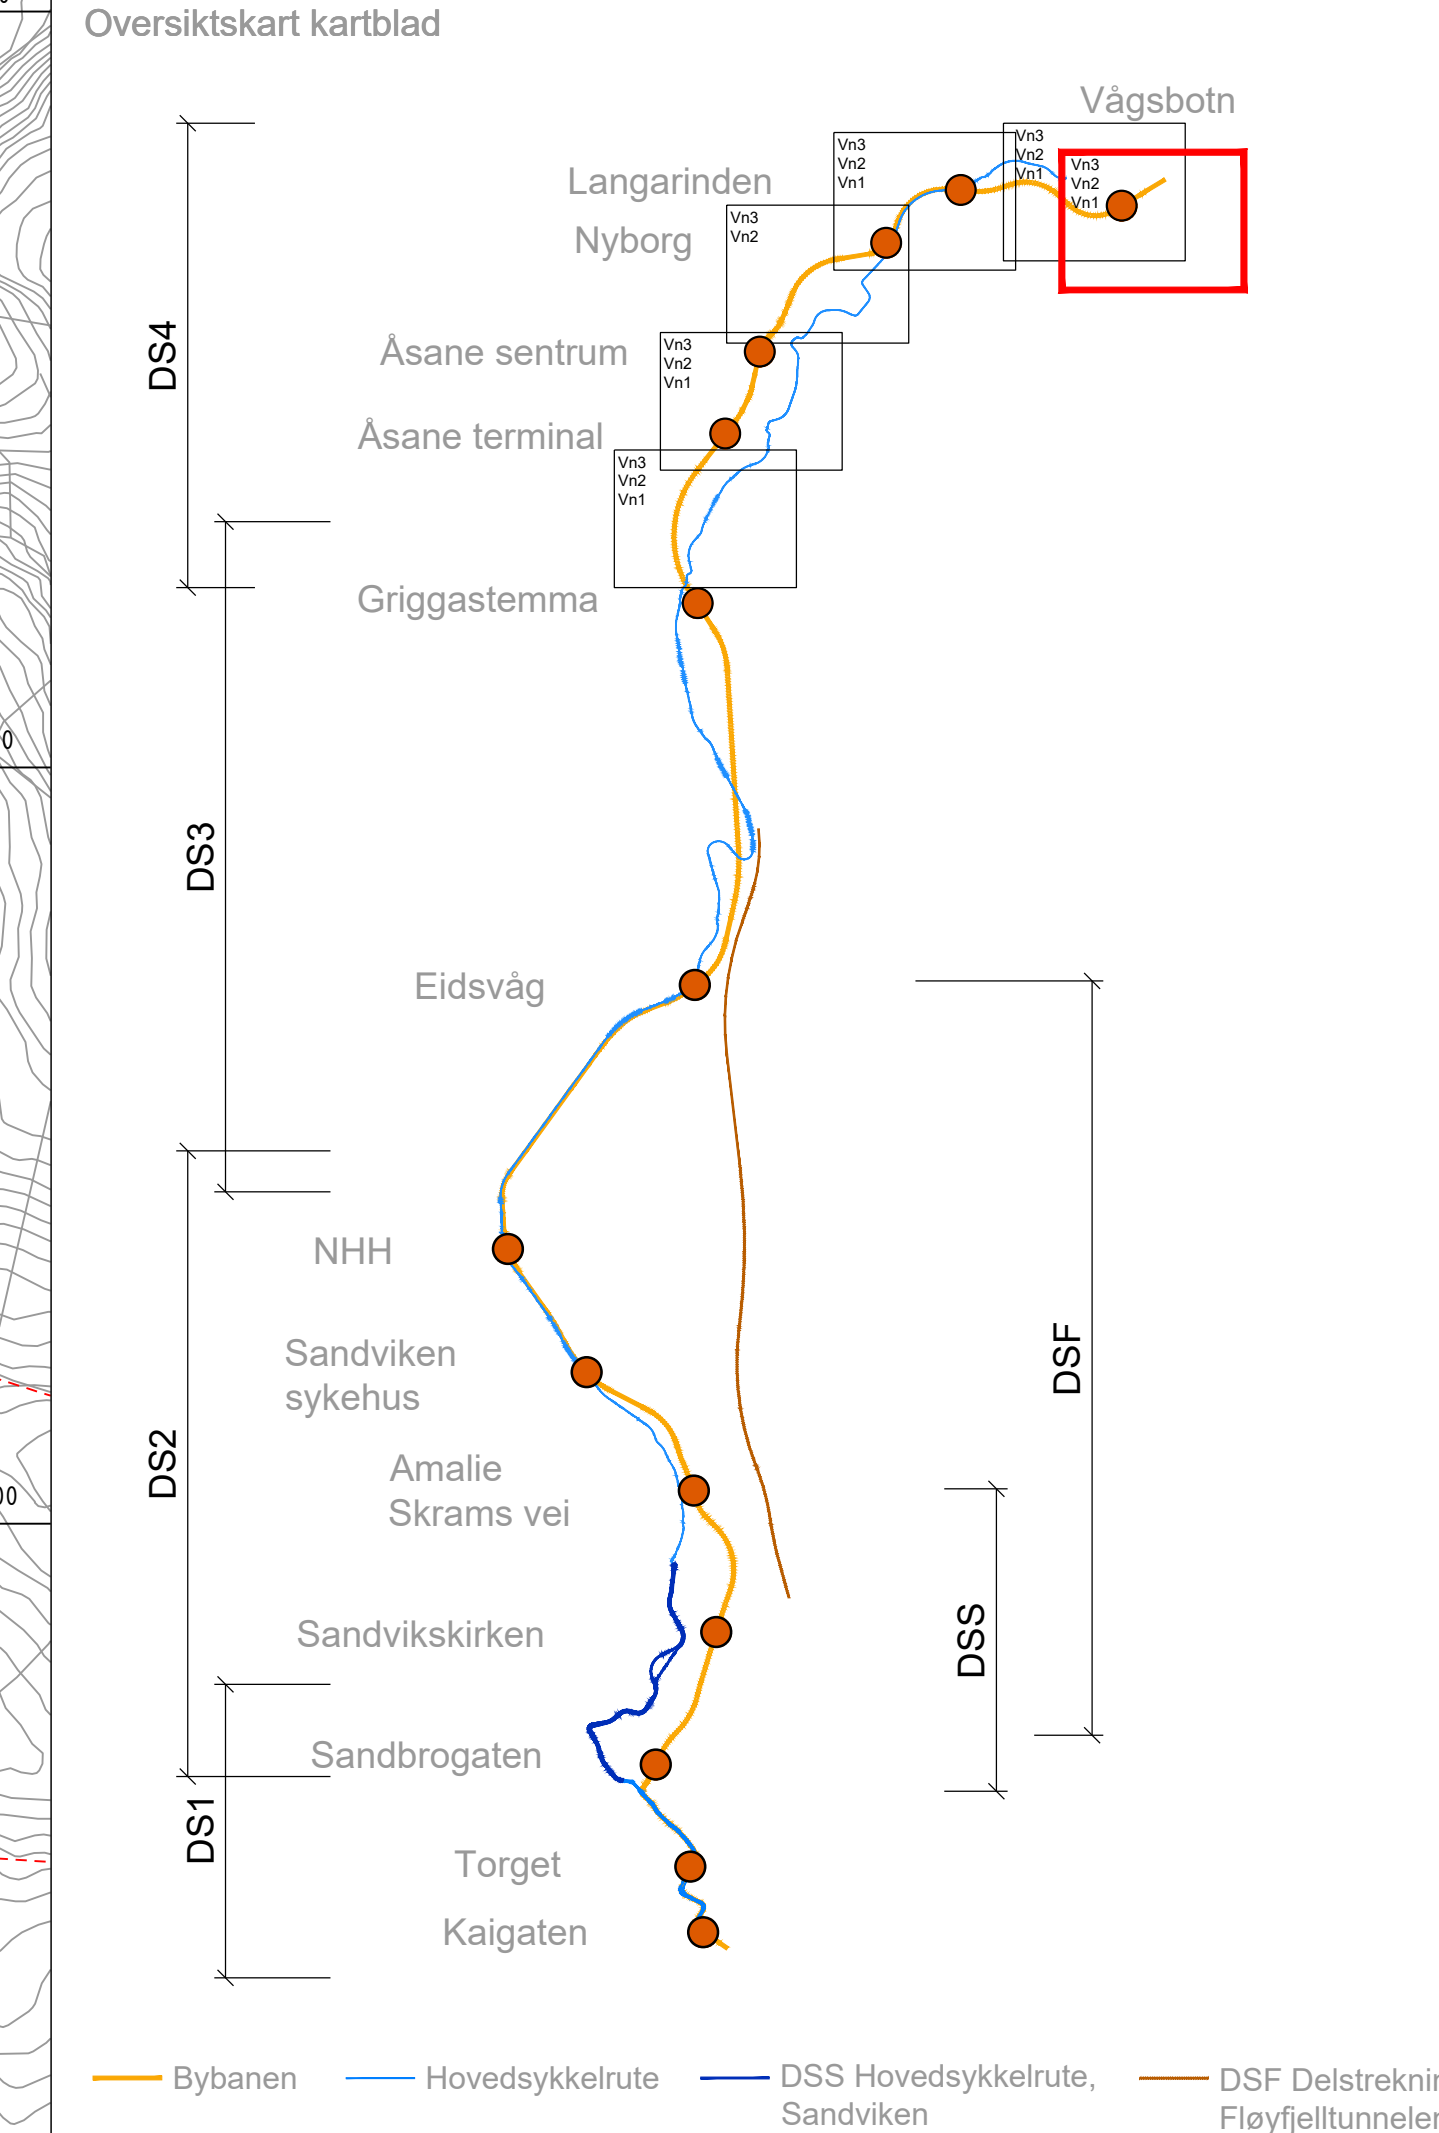 Oversiktskart kartblad
Vågsbotn
Vn3
Vn2
Vn1
Vn3
Vn2
Vn1
Vn3
Vn2
Vn1
Langarinden
Vn3
Vn2
Nyborg
DS4
Åsane sentrum
Vn3
Vn2
Vn1
Åsane terminal
Vn3
Vn2
Vn1
Griggastemma
0
DS3
Eidsvåg
NHH
Sandviken
sykehus
DSF
DS2
Amalie
Skrams vei
00
Sandvikskirken
DSS
Sandbrogaten
DS1
Torget
Kaigaten
Bybanen
Hovedsykkelrute
DSS Hovedsykkelrute,
Sandviken
DSF